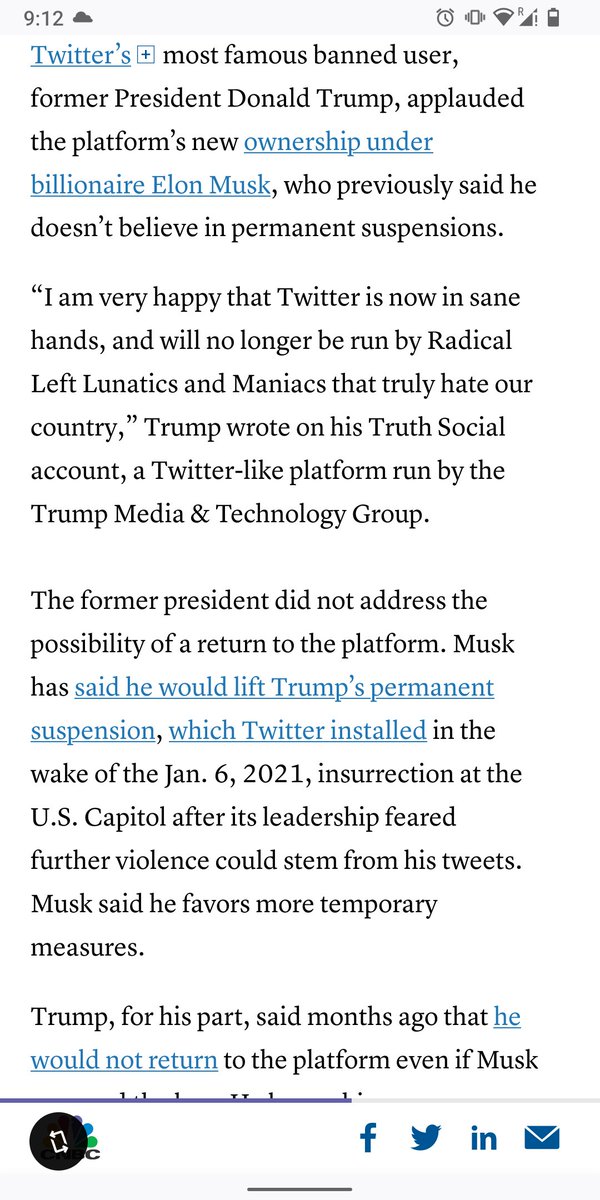 9:12
R
Twitter’s + most famous banned user,
former President Donald Trump, applauded
the platform’s new ownership under
billionaire Elon Musk, who previously said he
doesn’t believe in permanent suspensions.
“I am very happy that Twitter is now in sane
hands, and will no longer be run by Radical
Left Lunatics and Maniacs that truly hate our
country,” Trump wrote on his Truth Social
account, a Twitter-like platform run by the
Trump Media & Technology Group.
The former president did not address the
possibility of a return to the platform. Musk
has said he would lift Trump’s permanent
suspension, which Twitter installed in the
wake of the Jan. 6, 2021, insurrection at the
U.S. Capitol after its leadership feared
further violence could stem from his tweets.
Musk said he favors more temporary
measures.
Trump, for his part, said months ago that he
would not return to the platform even if Musk
CNBC